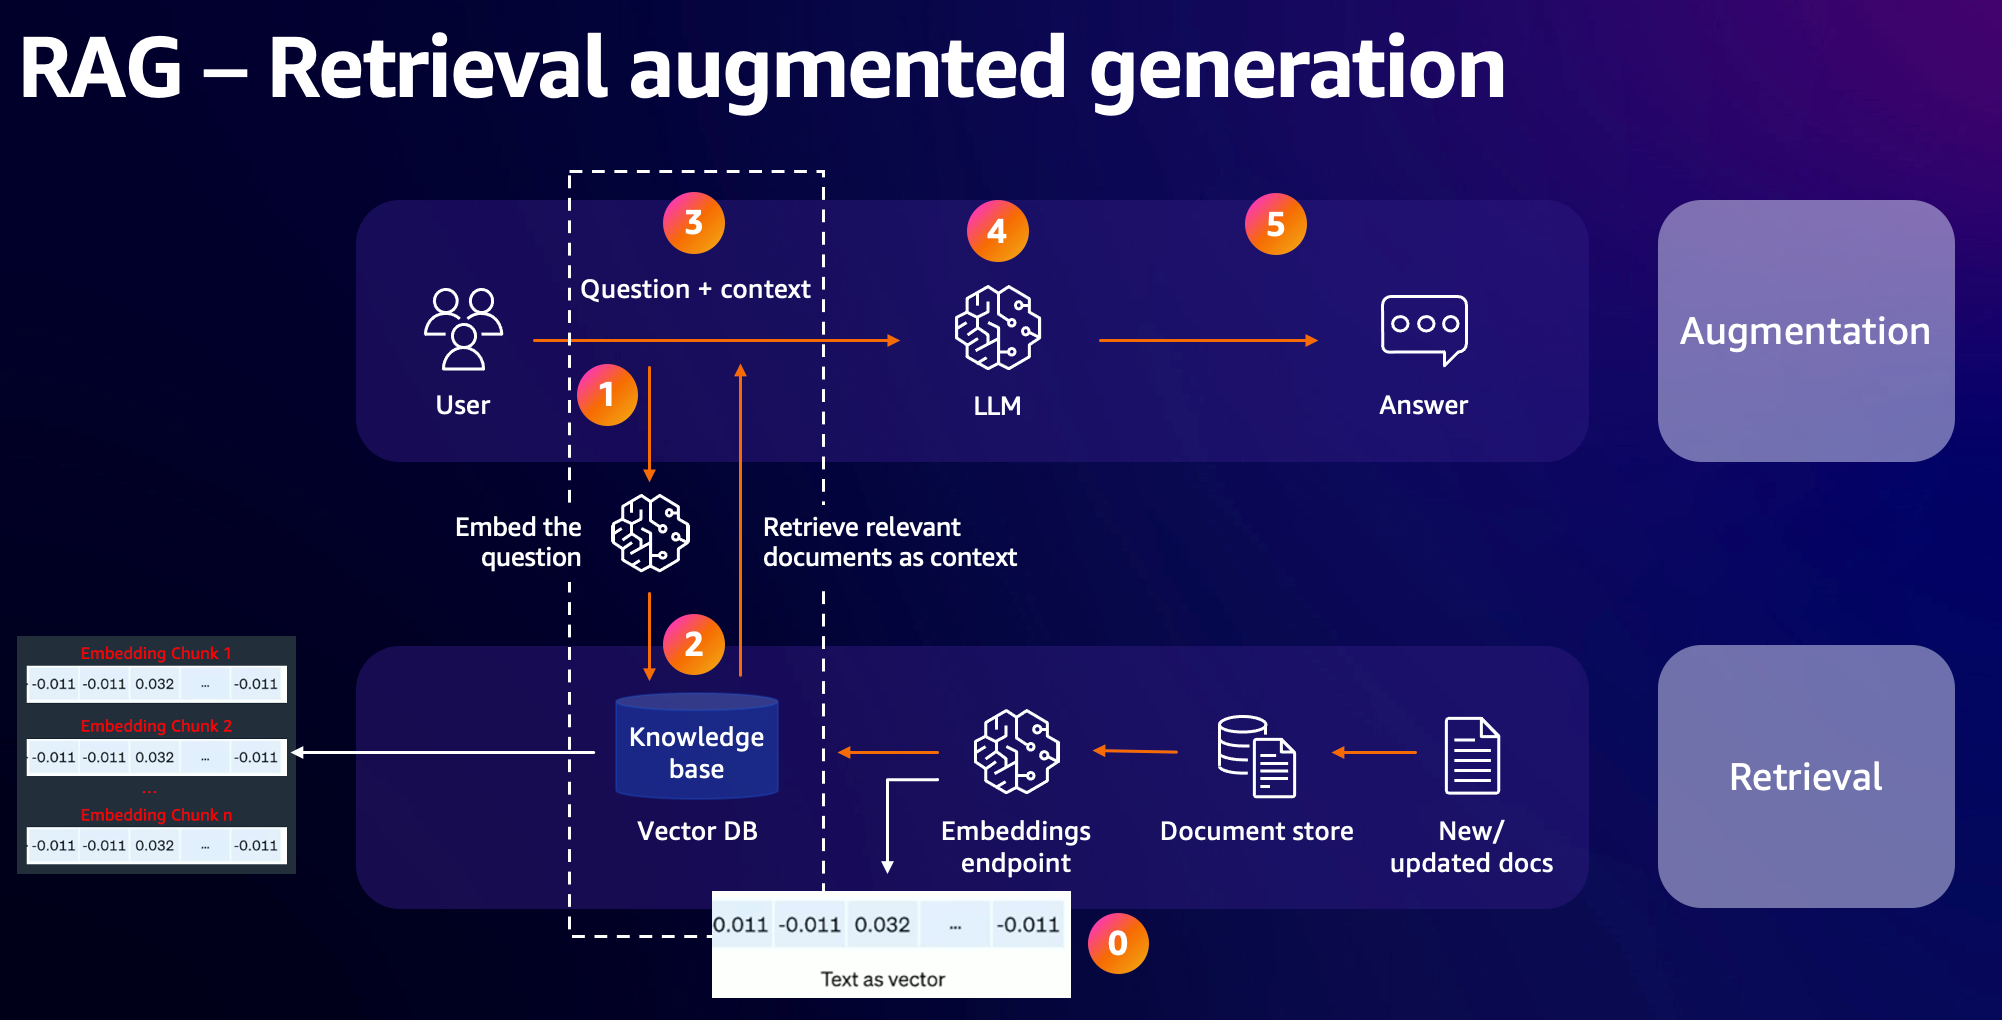 RAG – Retrieval augmented generation
3
4
5
Question + context
Augmentation
1
User
LLM
Answer
Embed the
question
Retrieve relevant
documents as context
2
Embedding Chunk 1
-0.011 -0.011 0.032 ... -0.011
Embedding Chunk 2
-0.011 -0.011 0.032 ... -0.011
...
Embedding Chunk n
-0.011 -0.011 0.032 ... -0.011
Knowledge
base
Vector DB
Embeddings
endpoint
Document store
New/
updated docs
Retrieval
0.011 -0.011 0.032 ... -0.011
Text as vector
0